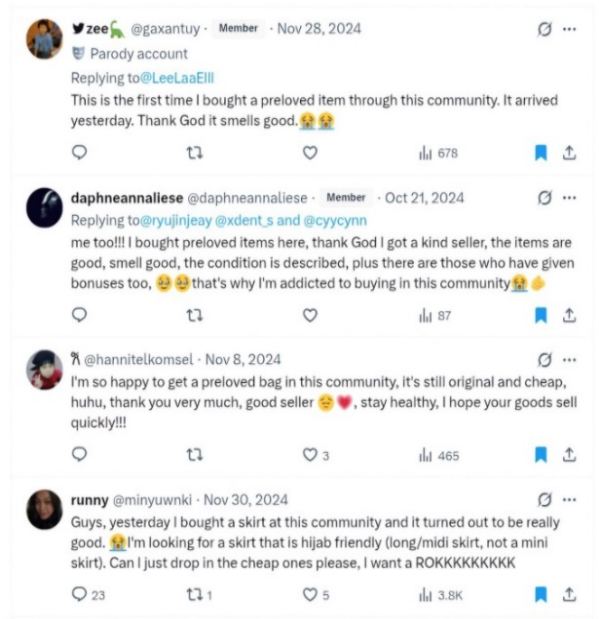 zee @gaxantuy · Member · Nov 28, 2024
Parody account
Replying to@LeeLaaElll
This is the first time I bought a preloved item through this community. It arrived
yesterday. Thank God it smells good.😭😭
678
daphneannaliese @daphneannaliese · Member · Oct 21, 2024
Replying to@ryujinjeay @xdent_s and @cyycynn
me too!!! I bought preloved items here, thank God I got a kind seller, the items are
good, smell good, the condition is described, plus there are those who have given
bonuses too, 🥹🥹that's why I'm addicted to buying in this community😭👍
87
@hannitelkomsel · Nov 8, 2024
I'm so happy to get a preloved bag in this community, it's still original and cheap,
huhu, thank you very much, good seller 😔❤️, stay healthy, I hope your goods sell
quickly!!!
3 465
runny @minyuwnki · Nov 30, 2024
Guys, yesterday I bought a skirt at this community and it turned out to be really
good. 😭I'm looking for a skirt that is hijab friendly (long/midi skirt, not a mini
skirt). Can I just drop in the cheap ones please, I want a ROKKKKKKKKK
23 1 5 3.8K